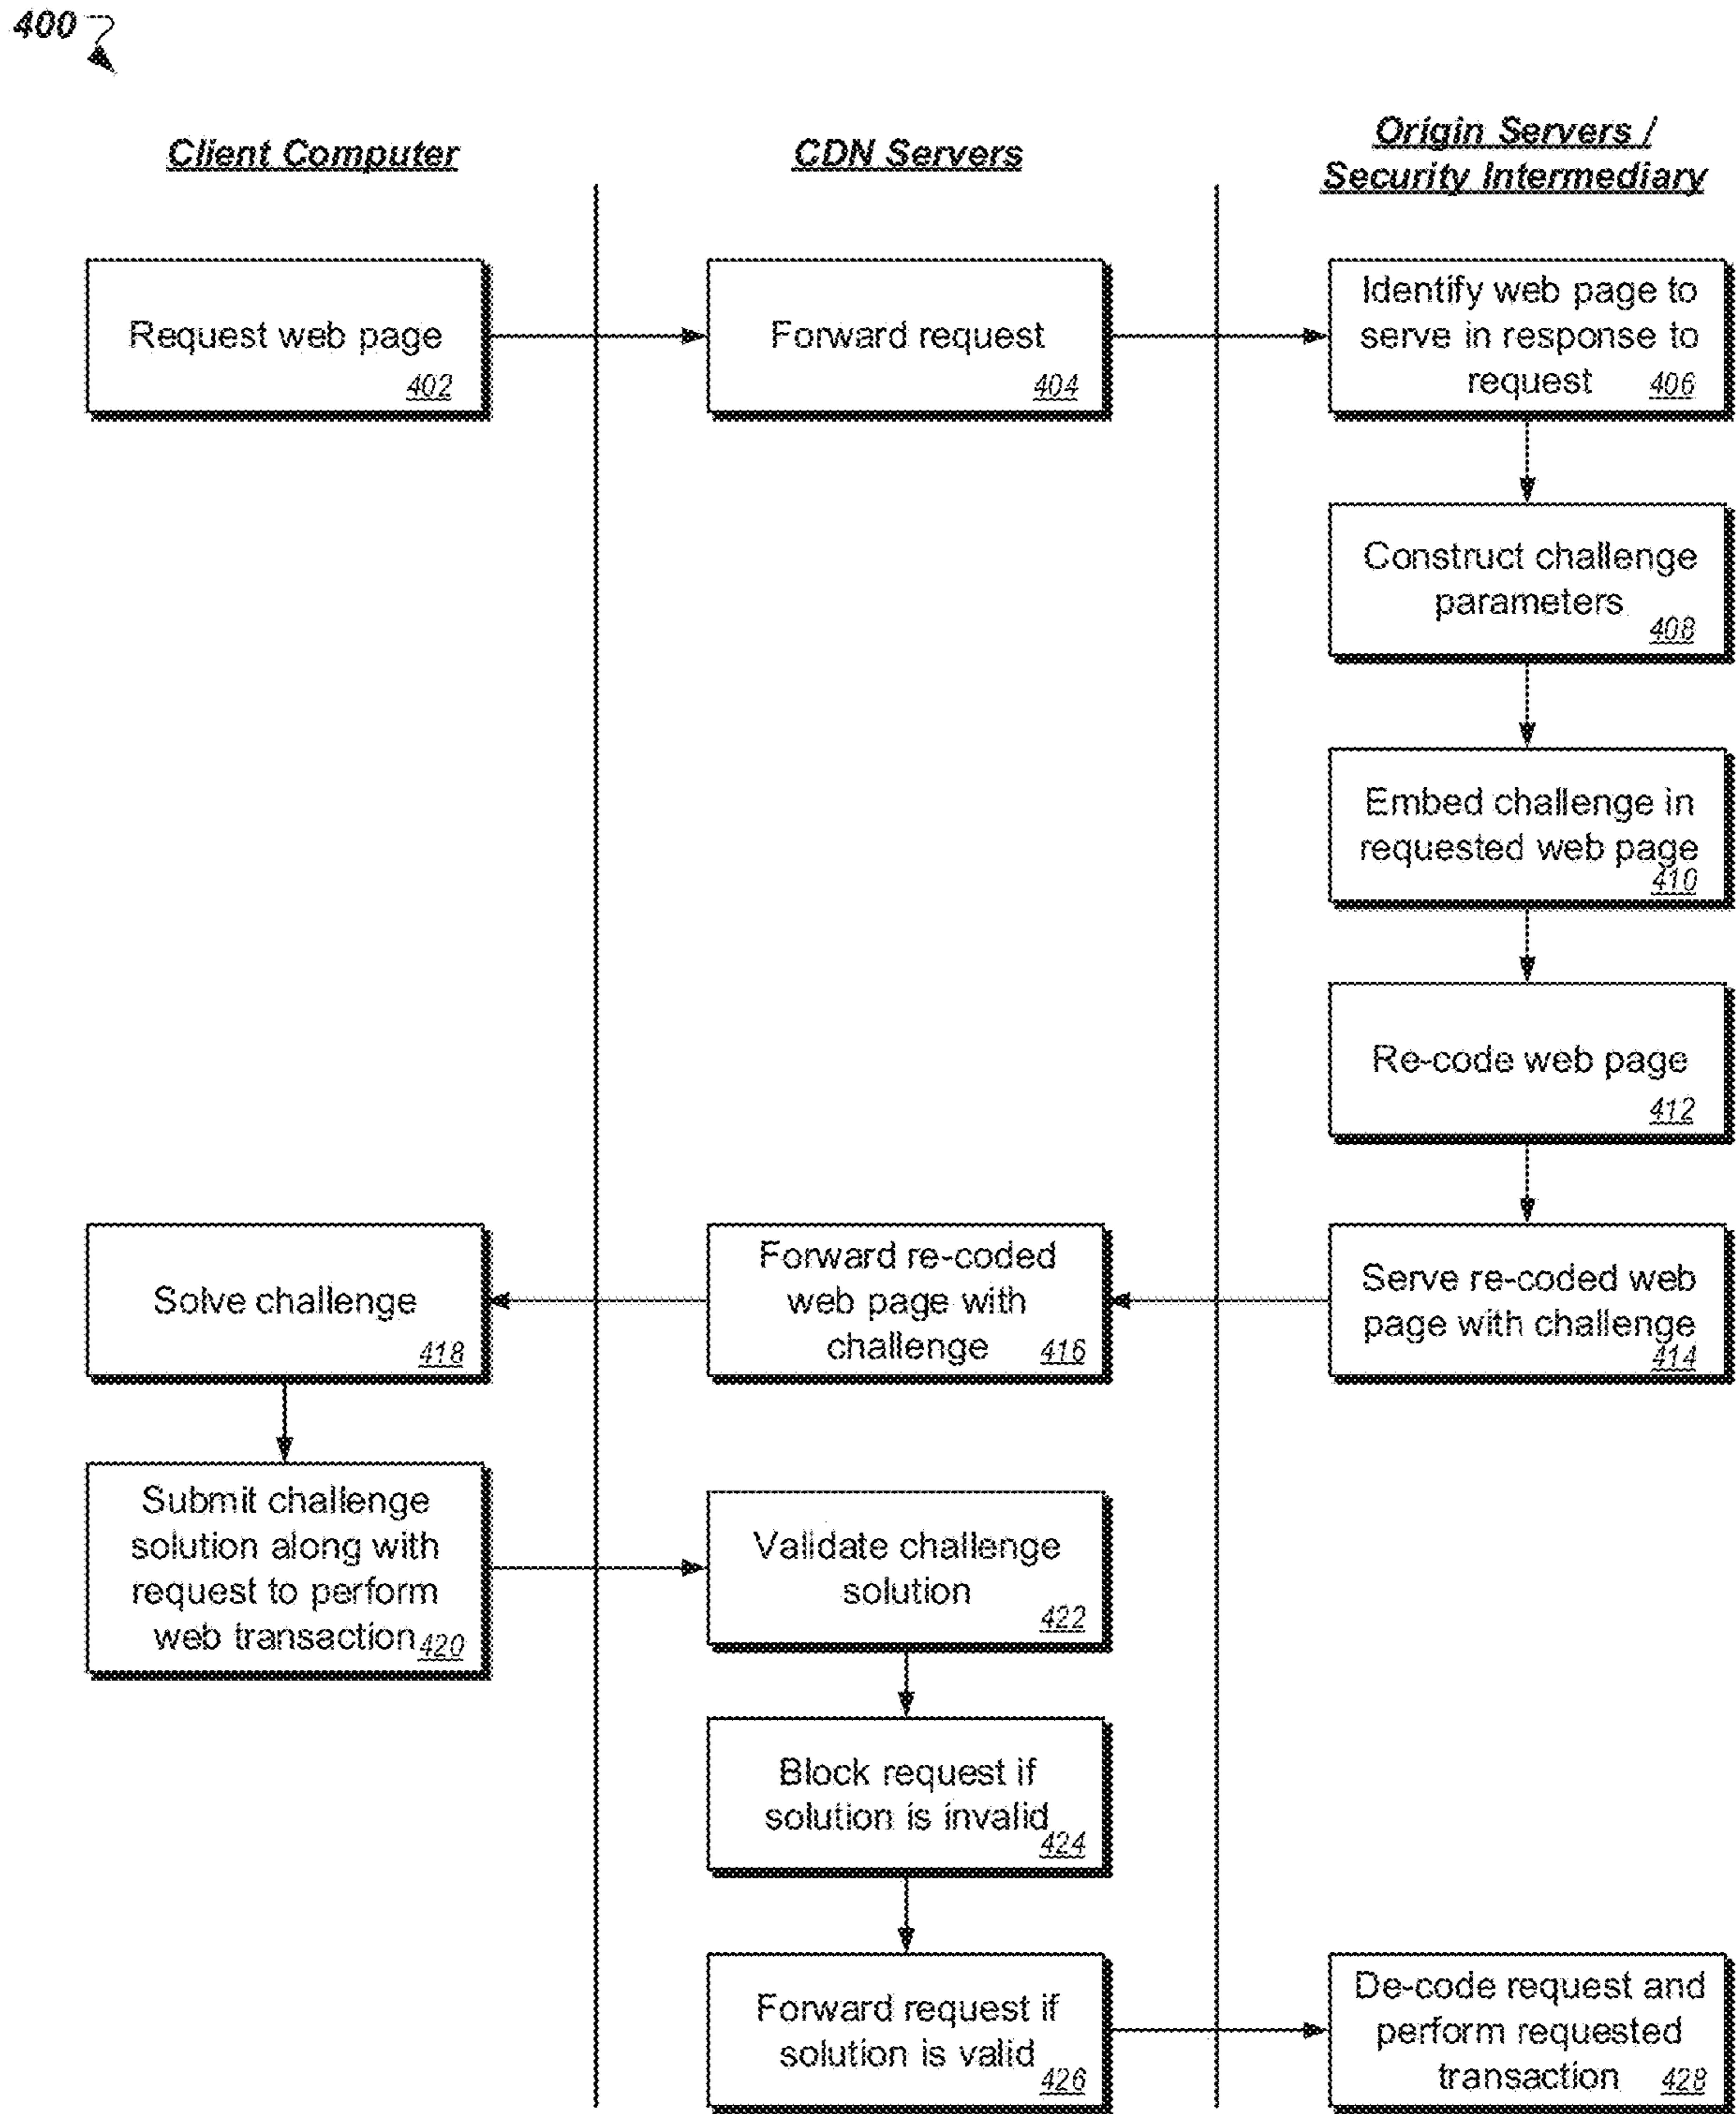 400
Client Computer
CDN Servers
Origin Servers /
Security Intermediary
Request web page
402
Forward request
404
Identify web page to
serve in response to
request 406
Construct challenge
parameters
408
Embed challenge in
requested web page
410
Re-code web page
412
Serve re-coded web
page with challenge
414
Forward re-coded
web page with
challenge 416
Solve challenge
418
Submit challenge
solution along with
request to perform
web transaction 420
Validate challenge
solution
422
Block request if
solution is invalid
424
Forward request if
solution is valid
426
De-code request and
perform requested
transaction 428